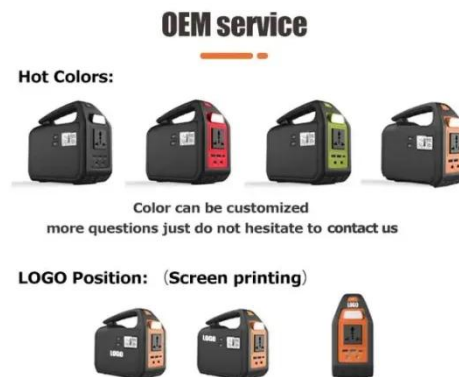 OEM service
Hot Colors:
Color can be customized
more questions just do not hesitate to contact us
LOGO Position: （Screen printing）
LOGO
LOGO
LOGO